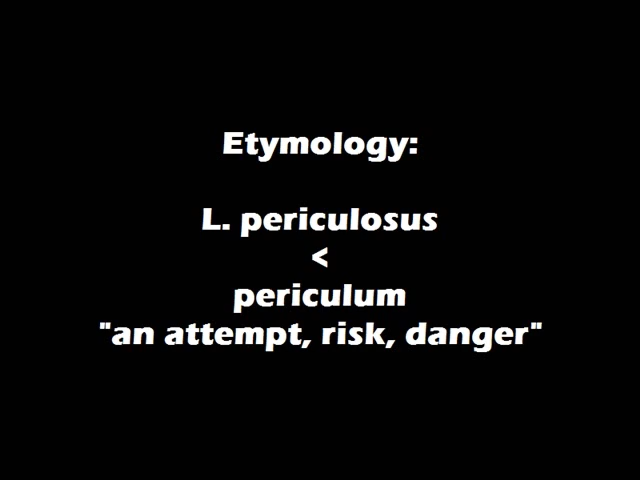 Etymology:
L. periculosus
<
periculum
"an attempt, risk, danger"